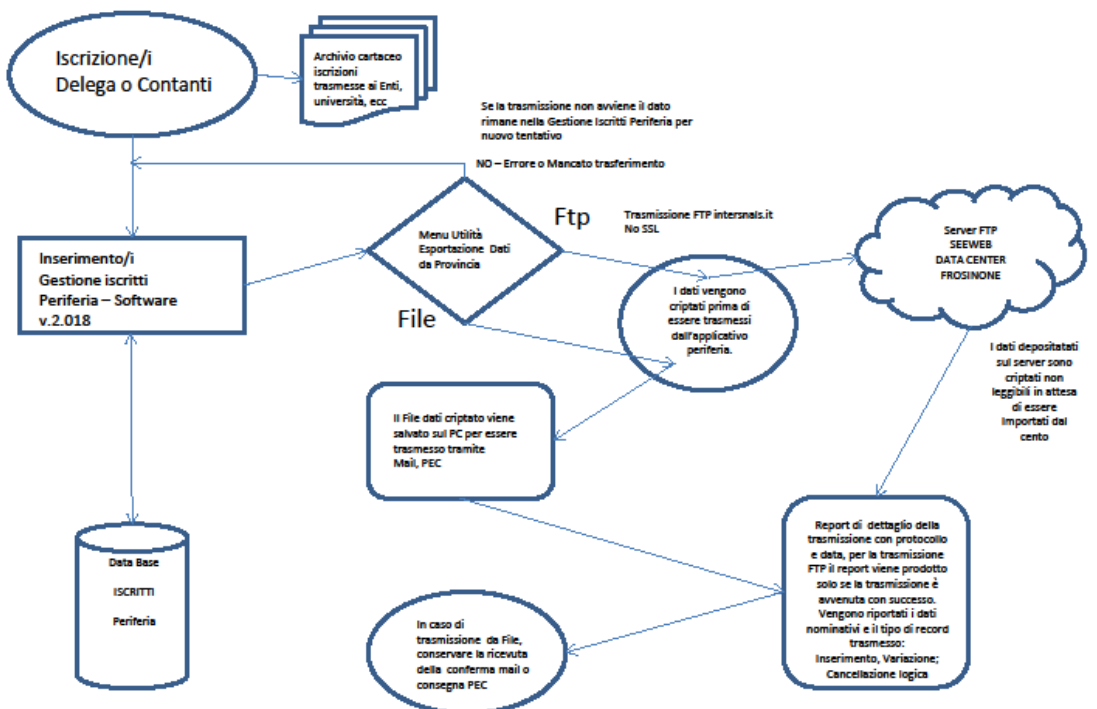 Iscrizione/i
Delega o Contanti
Archivio cartaceo
iscrizioni
trasmesse ai Enti,
università, ecc
Se la trasmissione non avviene il dato
rimane nella Gestione Iscritti Periferia per
nuovo tentativo
NO – Errore o Mancato trasferimento
Inserimento/i
Gestione iscritti
Periferia – Software
v.2.018
Menu Utilità
Esportazione Dati
da Provincia
Ftp
File
Trasmissione FTP intersnals.it
No SSL
I dati vengono
criptati prima di
essere trasmessi
dall'applicativo
periferia.
Server FTP
SEEWEB
DATA CENTER
FROSINONE
I dati depositatati
sul server sono
criptati non
leggibili in attesa
di essere
Importati dal
cento
Il File dati criptato viene
salvato sul PC per essere
trasmesso tramite
Mail, PEC
Data Base
ISCRITTI
Periferia
In caso di
trasmissione da File,
conservare la ricevuta
della conferma mail o
consegna PEC
Report di dettaglio della
trasmissione con protocollo
e data, per la trasmissione
FTP il report viene prodotto
solo se la trasmissione è
avvenuta con successo.
Vengono riportati i dati
nominativi e il tipo di record
trasmesso:
Inserimento, Variazione;
Cancellazione logica